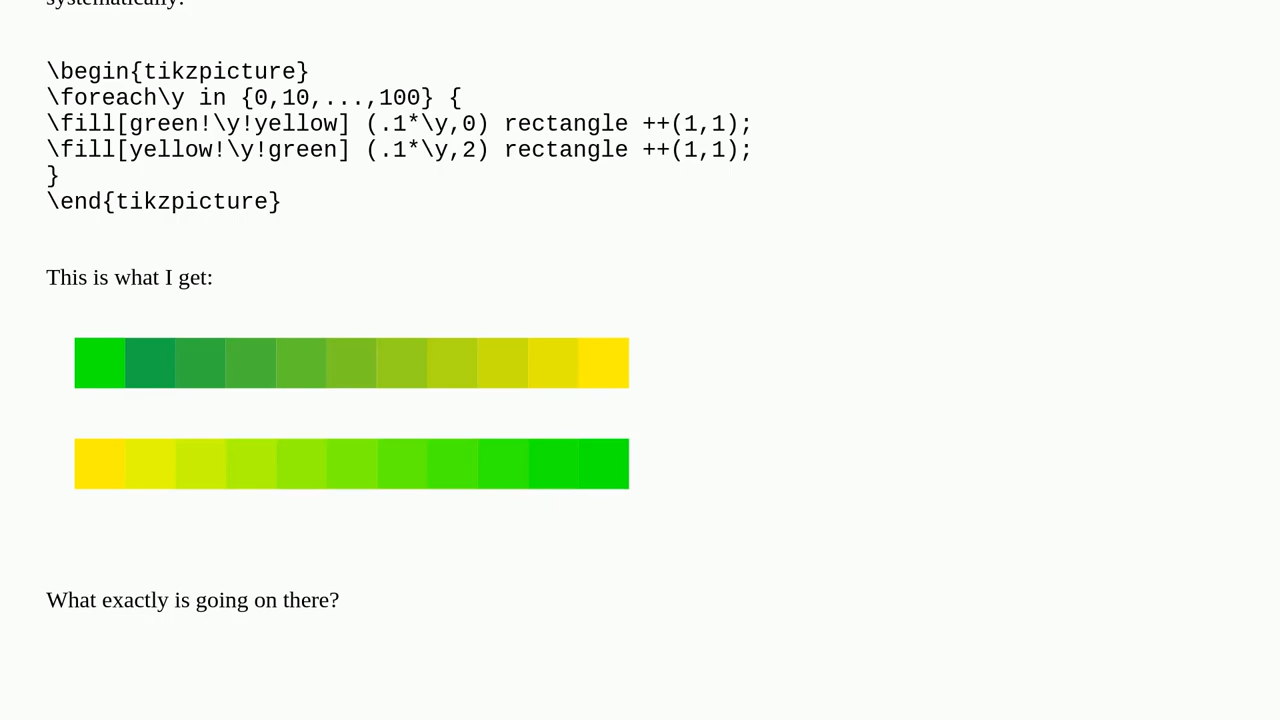 systematically.
\begin{tikzpicture}
\foreach\y in {0,10,...,100} {
\fill[green!\y!yellow] (.1*\y,0) rectangle ++(1,1);
\fill[yellow!\y!green] (.1*\y,2) rectangle ++(1,1);
}
\end{tikzpicture}
This is what I get:
What exactly is going on there?